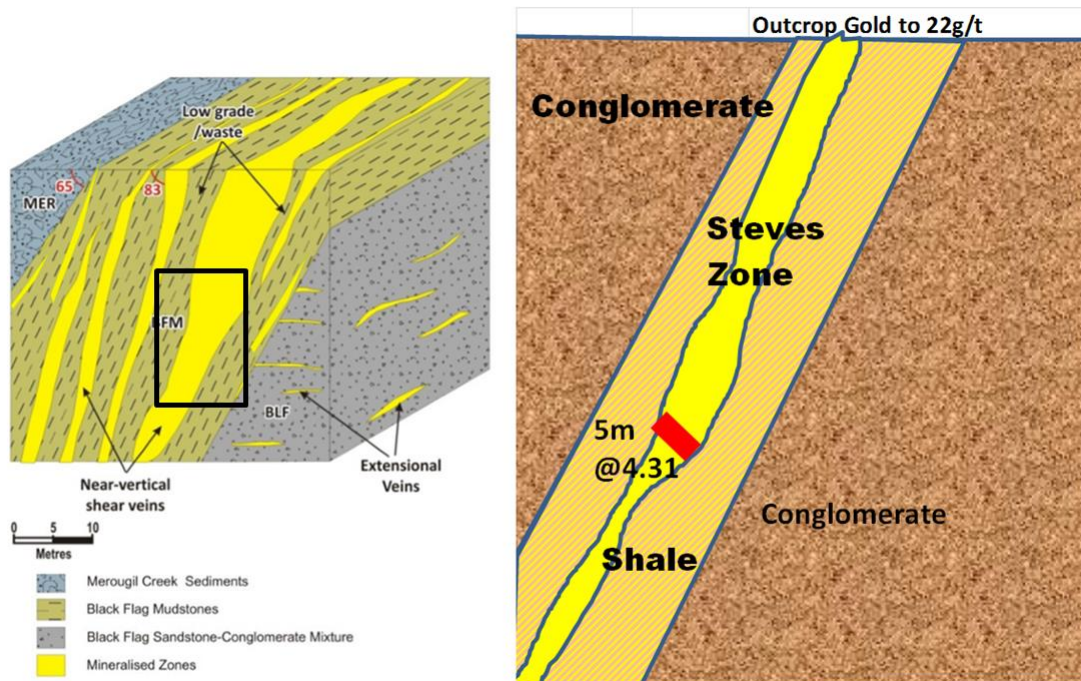 Low grade
/waste
65
83
MER
BFM
BLF
Near-vertical
shear veins
Extensional
Veins
0 5 10
Metres
Merougil Creek Sediments
Black Flag Mudstones
Black Flag Sandstone-Conglomerate Mixture
Mineralised Zones
Outcrop Gold to 22g/t
Conglomerate
Steves
Zone
5m
@4.31
Conglomerate
Shale